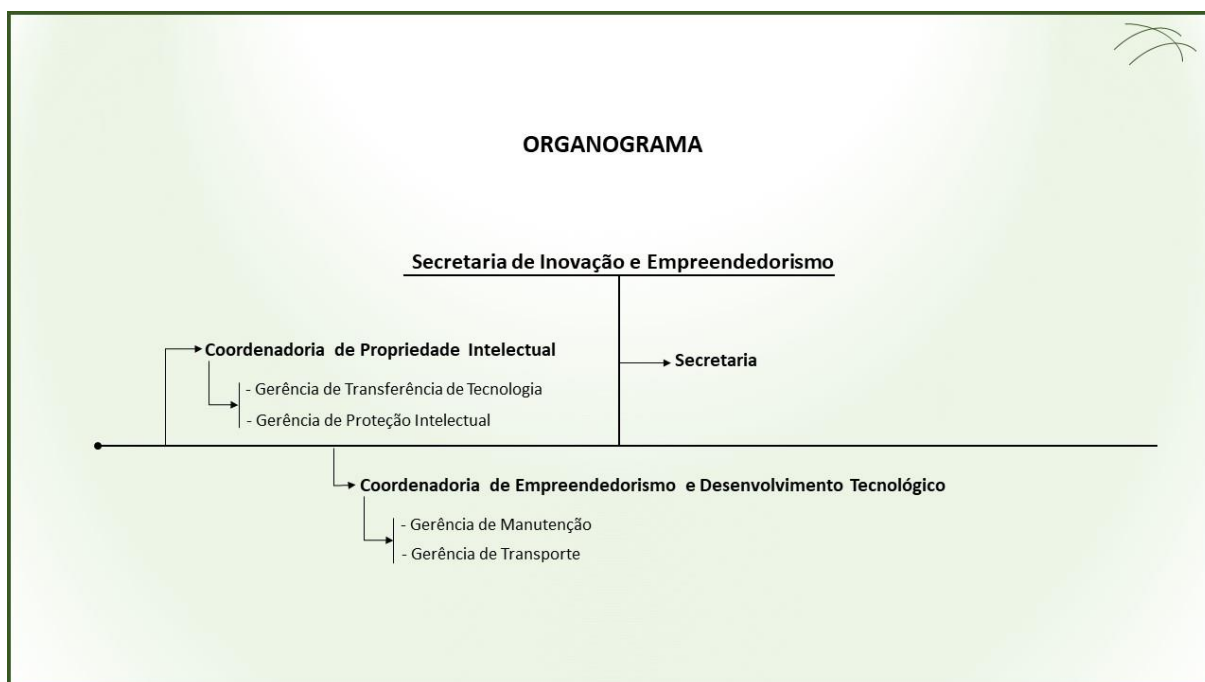 ORGANOGRAMA
Secretaria de Inovação e Empreendedorismo
Coordenadoria de Propriedade Intelectual
- Gerência de Transferência de Tecnologia
- Gerência de Proteção Intelectual
Secretaria
Coordenadoria de Empreendedorismo e Desenvolvimento Tecnológico
- Gerência de Manutenção
- Gerência de Transporte